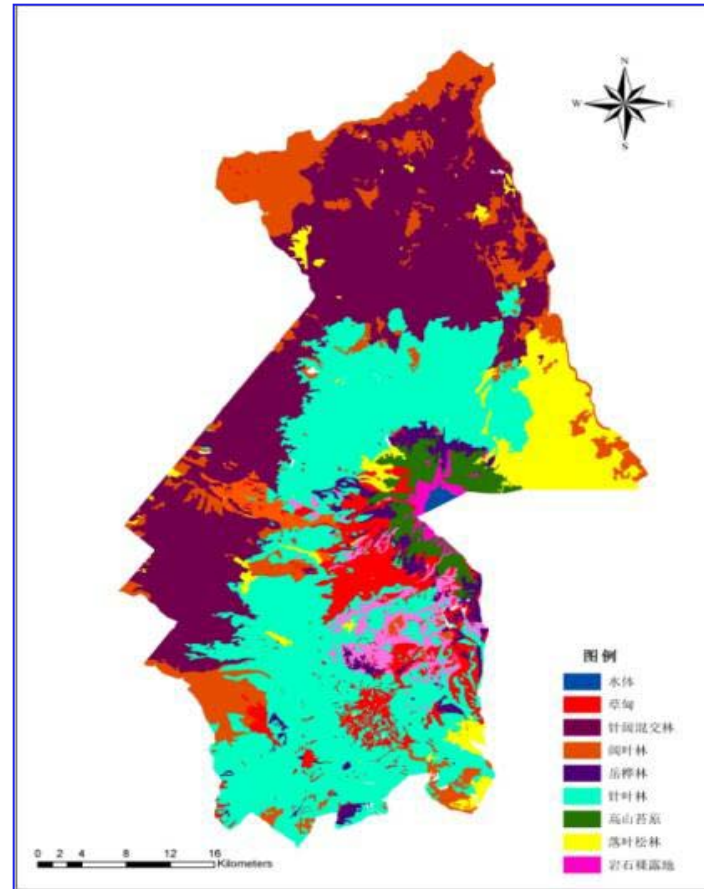 N
W E
S
图 例
水体
草甸
针阔混交林
阔叶林
岳桦林
针叶林
高山苔原
落叶松林
岩石裸露地
0 2 4 8 12 16
Kilometers